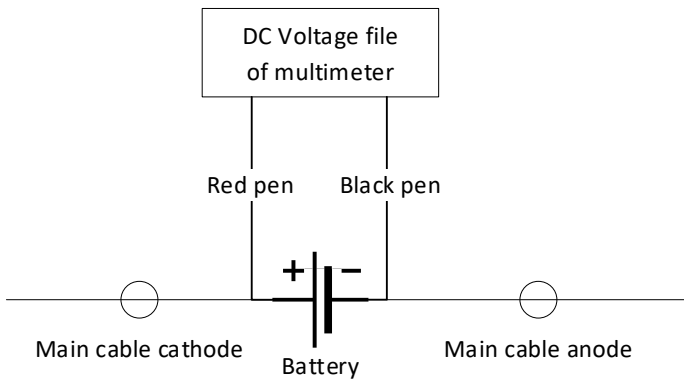 DC Voltage file
of multimeter
Red pen
Black pen
+
−
Main cable cathode
Main cable anode
Battery